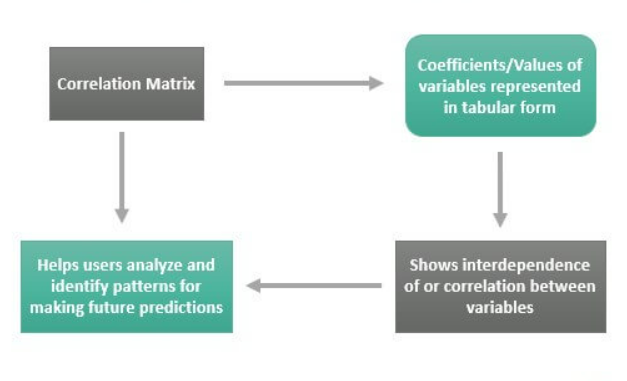 Correlation Matrix
Coefficients/Values of
variables represented
in tabular form
Helps users analyze and
identify patterns for
making future predictions
Shows interdependence
of or correlation between
variables